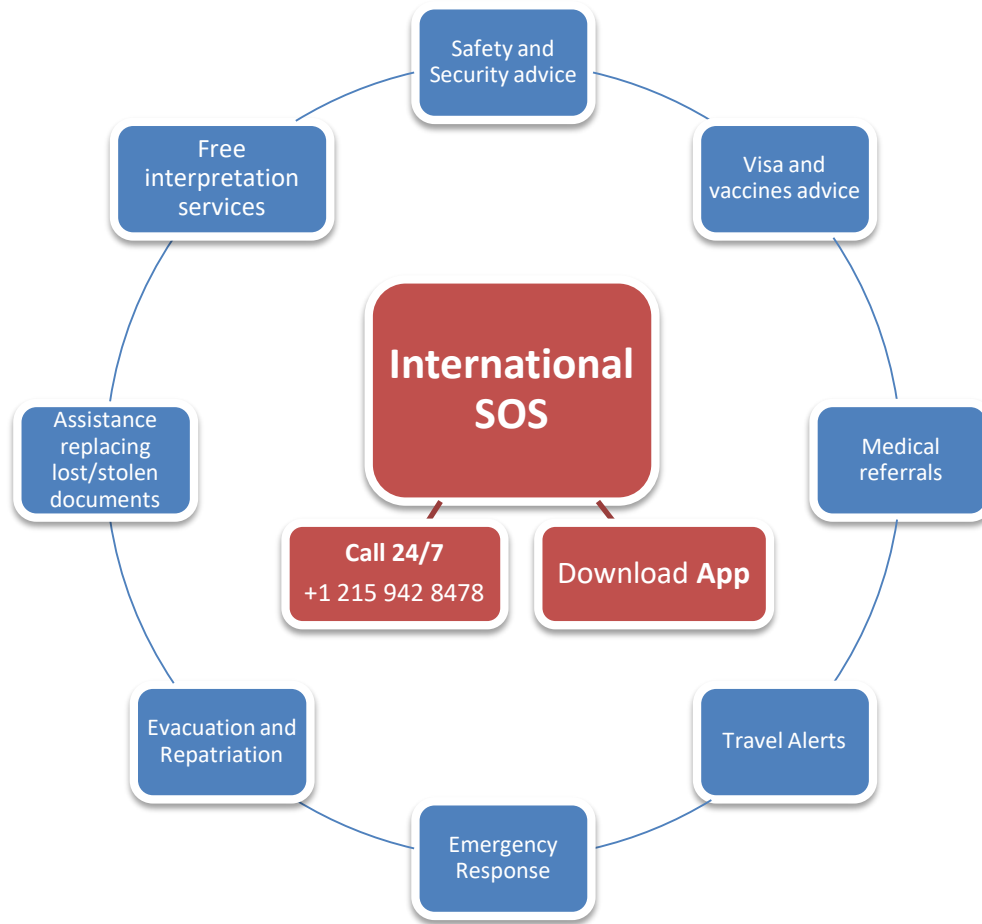 Safety and
Security advice
Visa and
vaccines advice
Medical
referrals
Travel Alerts
Emergency
Response
Evacuation and
Repatriation
Assistance
replacing
lost/stolen
documents
Free
interpretation
services
International
SOS
Call 24/7
+1 215 942 8478
Download App